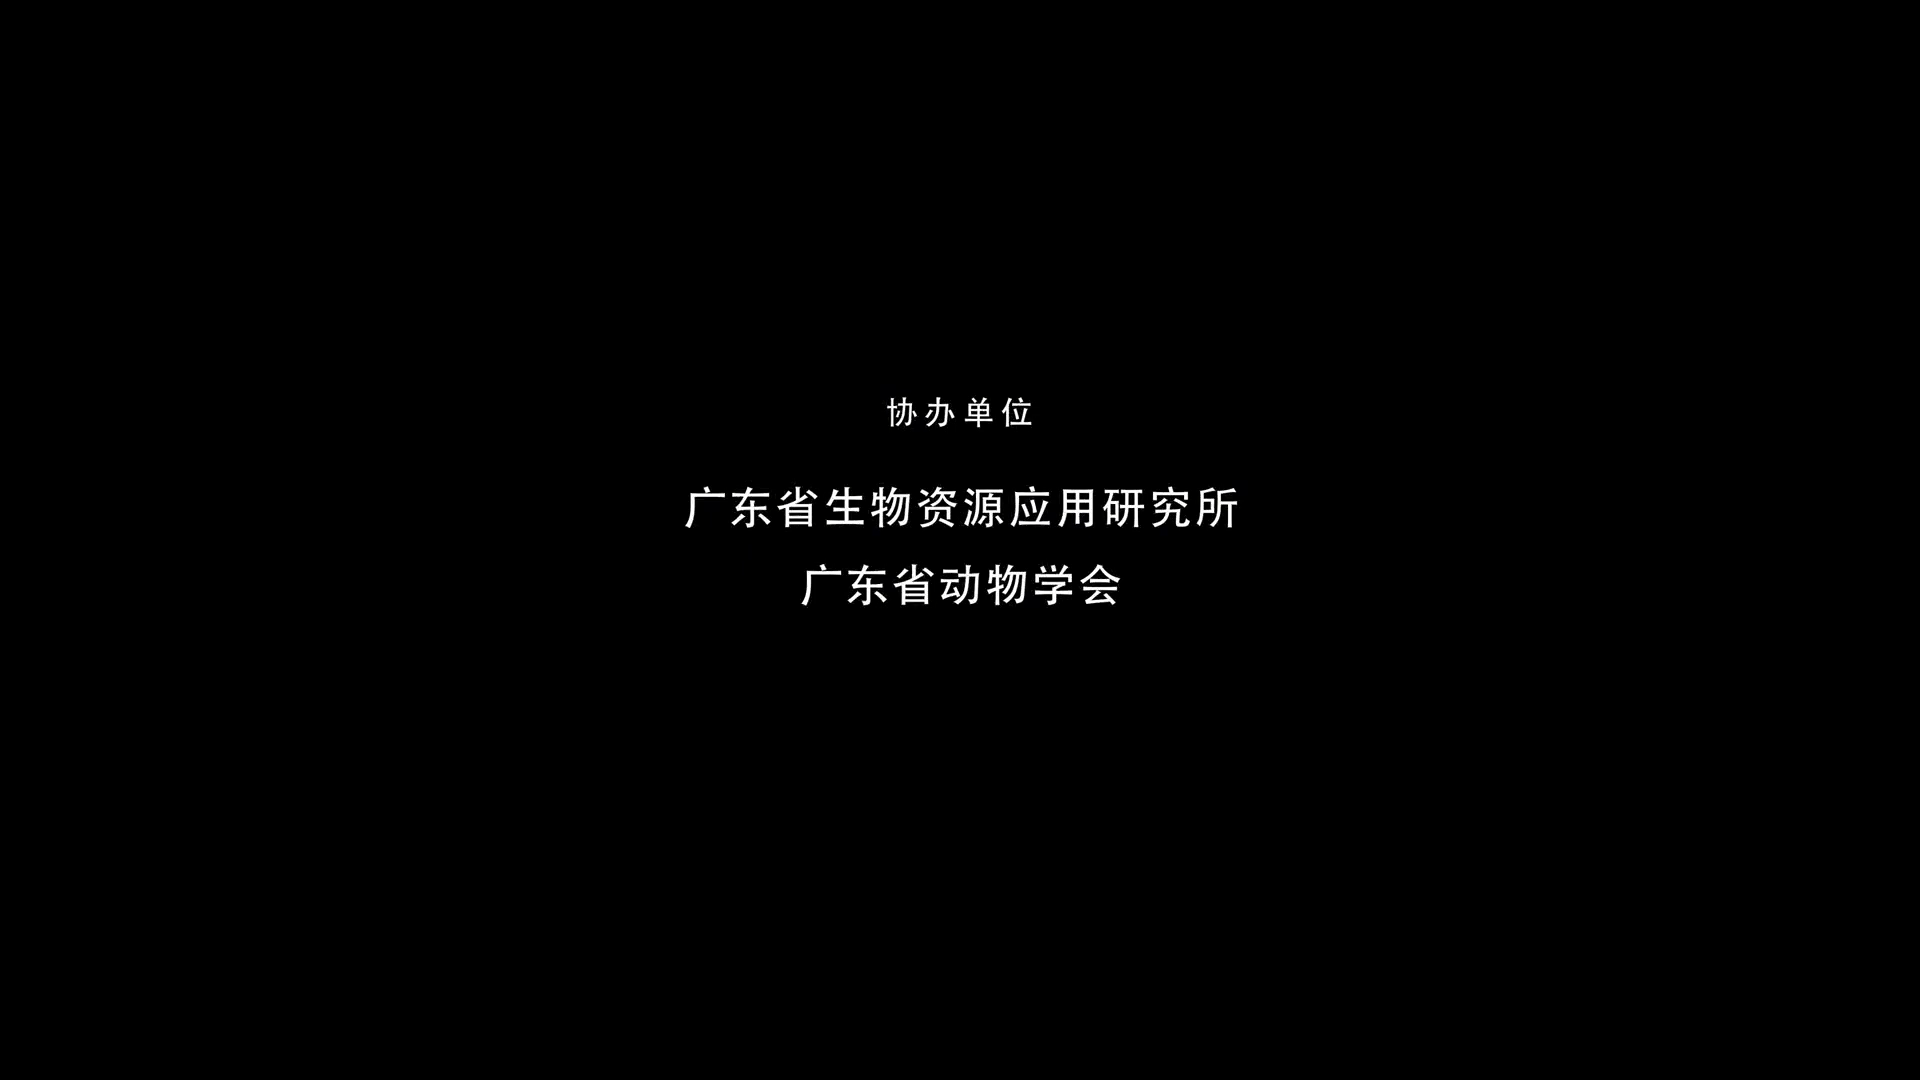 协办单位
广东省生物资源应用研究所
广东省动物学会